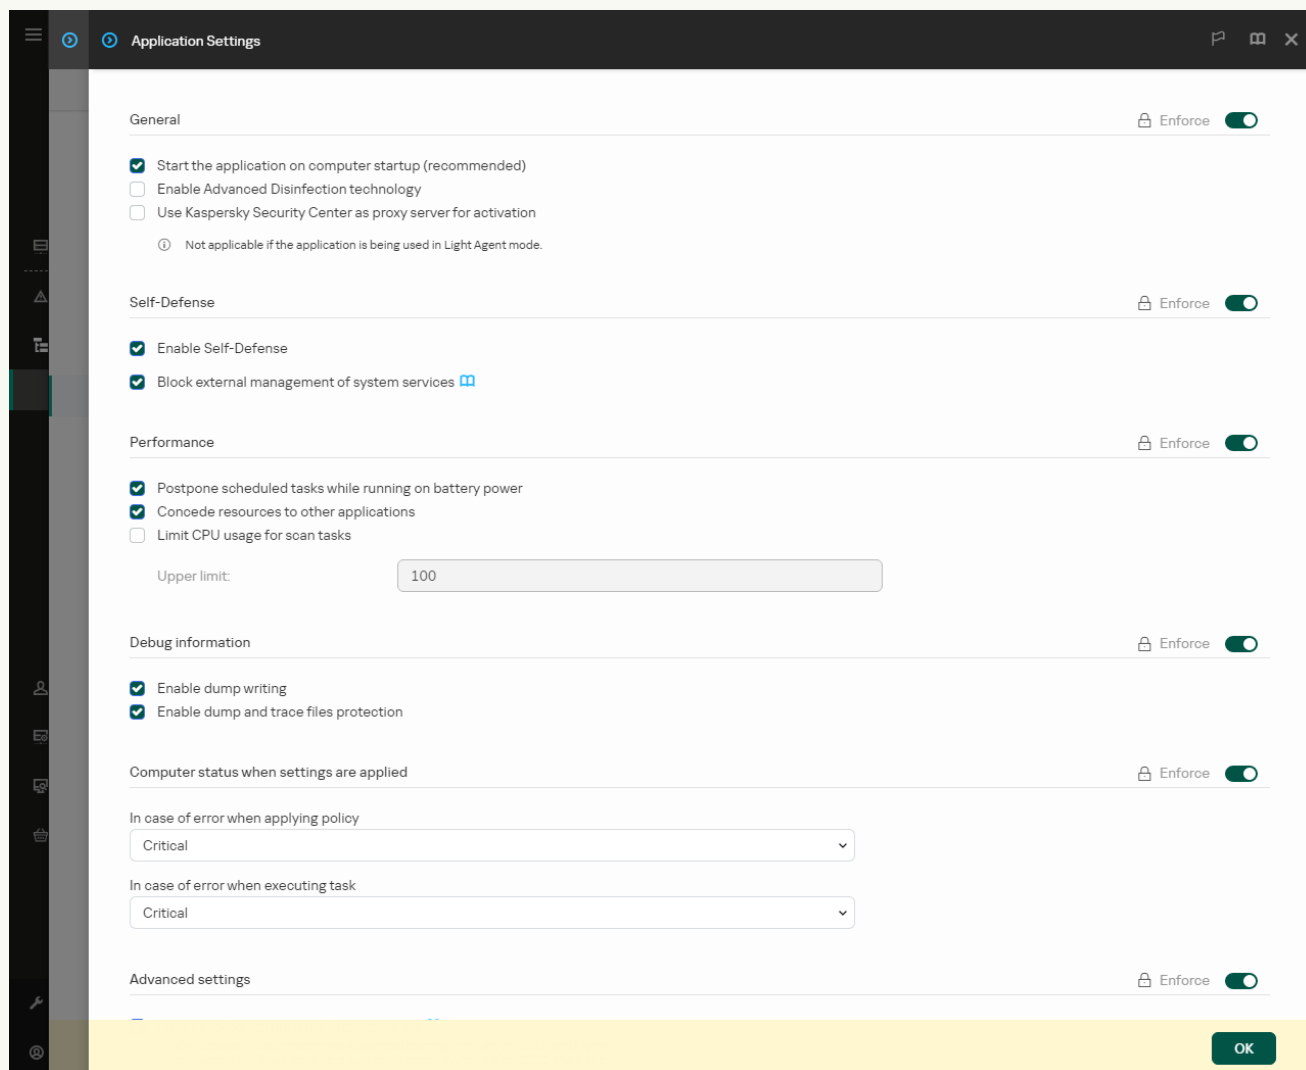 Application Settings
General
Enforce
Start the application on computer startup (recommended)
Enable Advanced Disinfection technology
Use Kaspersky Security Center as proxy server for activation
Not applicable if the application is being used in Light Agent mode.
Self-Defense
Enforce
Enable Self-Defense
Block external management of system services
Performance
Enforce
Postpone scheduled tasks while running on battery power
Concede resources to other applications
Limit CPU usage for scan tasks
Upper limit:
100
Debug information
Enforce
Enable dump writing
Enable dump and trace files protection
Computer status when settings are applied
Enforce
In case of error when applying policy
Critical
In case of error when executing task
Critical
Advanced settings
Enforce
OK